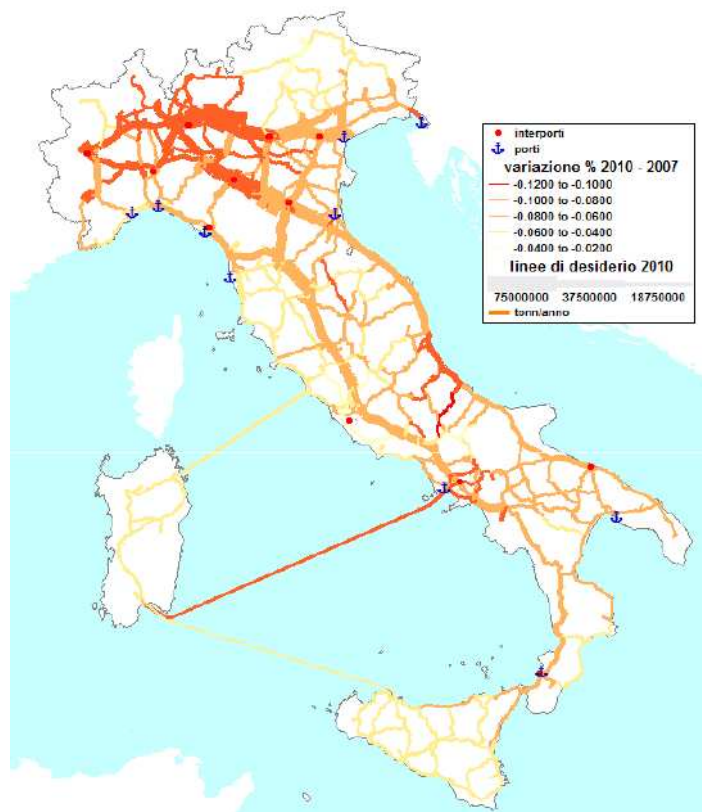 interporti
porti
variazione % 2010 - 2007
-0.1200 to -0.1000
-0.1000 to -0.0800
-0.0800 to -0.0600
-0.0600 to -0.0400
-0.0400 to -0.0200
linee di desiderio 2010
75000000 37500000 18750000
tonn/anno